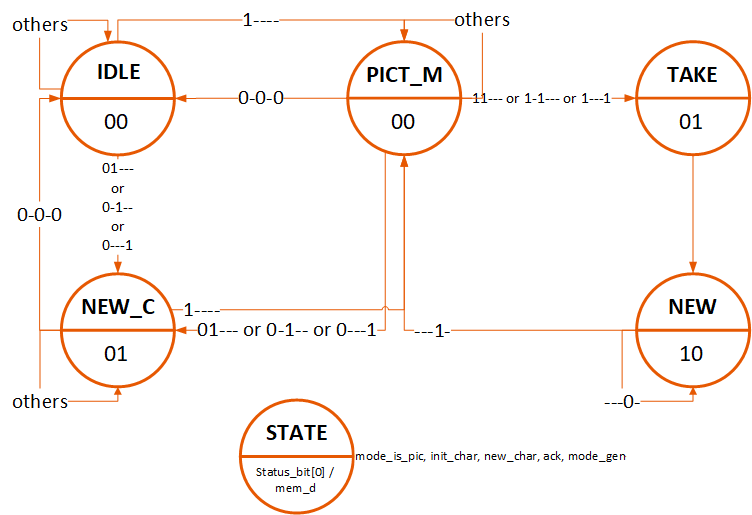 others
1----
others
IDLE
00
0-0-0
PICT_M
00
11--- or 1-1--- or 1---1
TAKE
01
01---
or
0-1--
or
0---1
0-0-0
NEW_C
01
1----
01--- or 0-1-- or 0---1
---1-
NEW
10
others
---0-
STATE
Status_bit[0] /
mem_d
mode_is_pic, init_char, new_char, ack, mode_gen